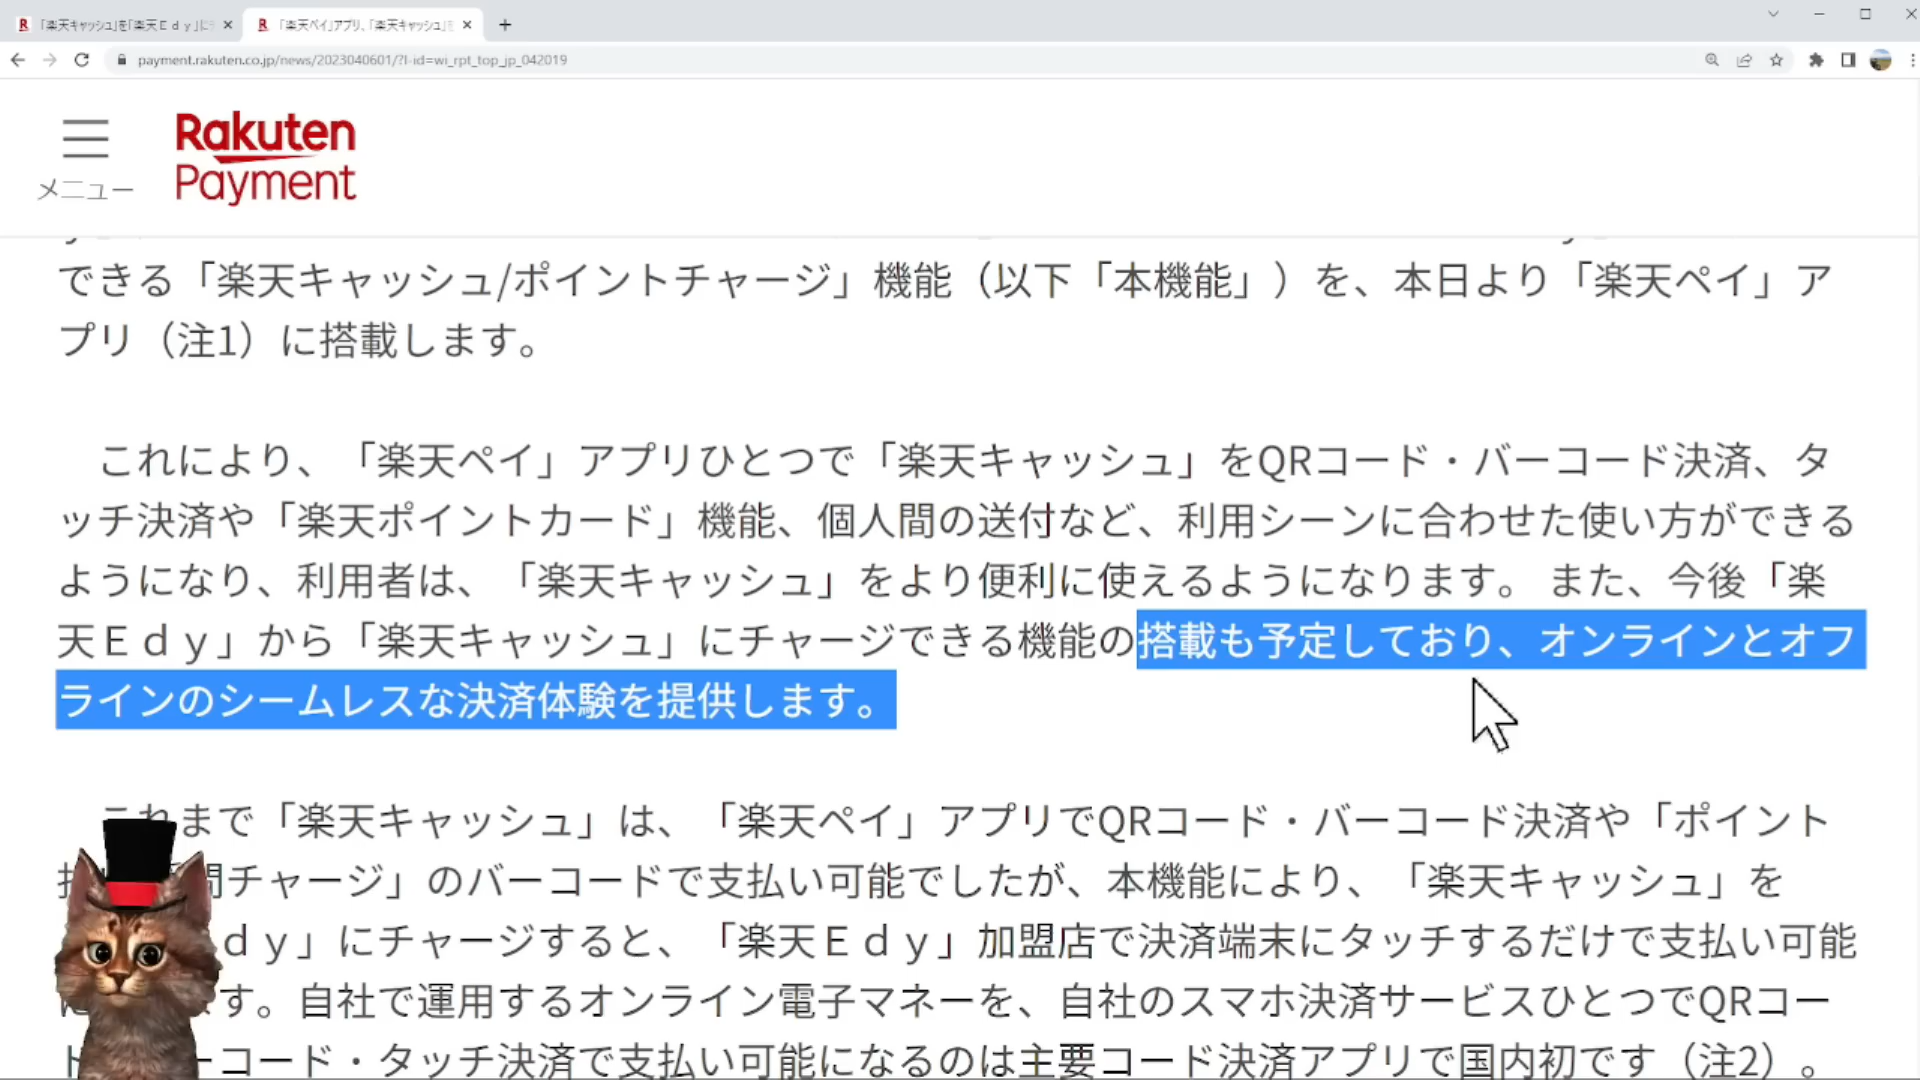 「楽天キャッシュ」を「楽天Ｅｄｙ」に
「楽天ペイ」アプリ、「楽天キャッシュ」を
payment.rakuten.co.jp/news/2023040601/?l-id=wi_rpt_top_jp_042019
メニュー
Rakuten
Payment
できる「楽天キャッシュ/ポイントチャージ」機能（以下「本機能」）を、本日より「楽天ペイ」ア
プリ（注1）に搭載します。
これにより、「楽天ペイ」アプリひとつで「楽天キャッシュ」をQRコード・バーコード決済、タ
ッチ決済や「楽天ポイントカード」機能、個人間の送付など、利用シーンに合わせた使い方ができる
ようになり、利用者は、「楽天キャッシュ」をより便利に使えるようになります。 また、今後「楽
天Ｅｄｙ」から「楽天キャッシュ」にチャージできる機能の搭載も予定しており、オンラインとオフ
ラインのシームレスな決済体験を提供します。
これまで「楽天キャッシュ」は、「楽天ペイ」アプリでQRコード・バーコード決済や「ポイント
間チャージ」のバーコードで支払い可能でしたが、本機能により、「楽天キャッシュ」を
ｄｙ」にチャージすると、「楽天Ｅｄｙ」加盟店で決済端末にタッチするだけで支払い可能
す。自社で運用するオンライン電子マネーを、自社のスマホ決済サービスひとつでQRコー
ーコード・タッチ決済で支払い可能になるのは主要コード決済アプリで国内初です（注2）。